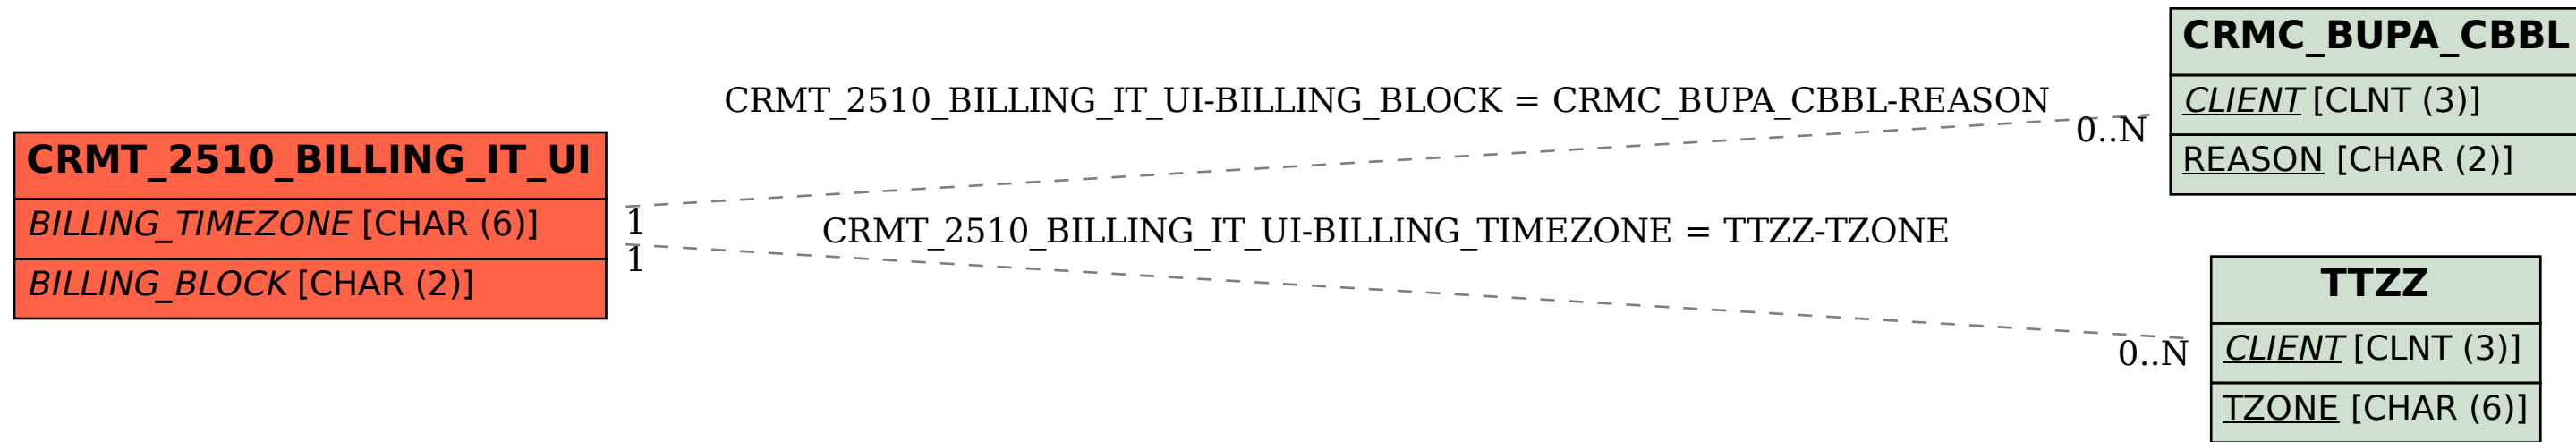 CRMT_2510_BILLING_IT_UI
BILLING_TIMEZONE [CHAR (6)]
BILLING_BLOCK [CHAR (2)]
CRMT_2510_BILLING_IT_UI-BILLING_BLOCK = CRMC_BUPA_CBBL-REASON
0..N
1
CRMT_2510_BILLING_IT_UI-BILLING_TIMEZONE = TTZZ-TZONE
1
0..N
CRMC_BUPA_CBBL
CLIENT [CLNT (3)]
REASON [CHAR (2)]
TTZZ
CLIENT [CLNT (3)]
TZONE [CHAR (6)]